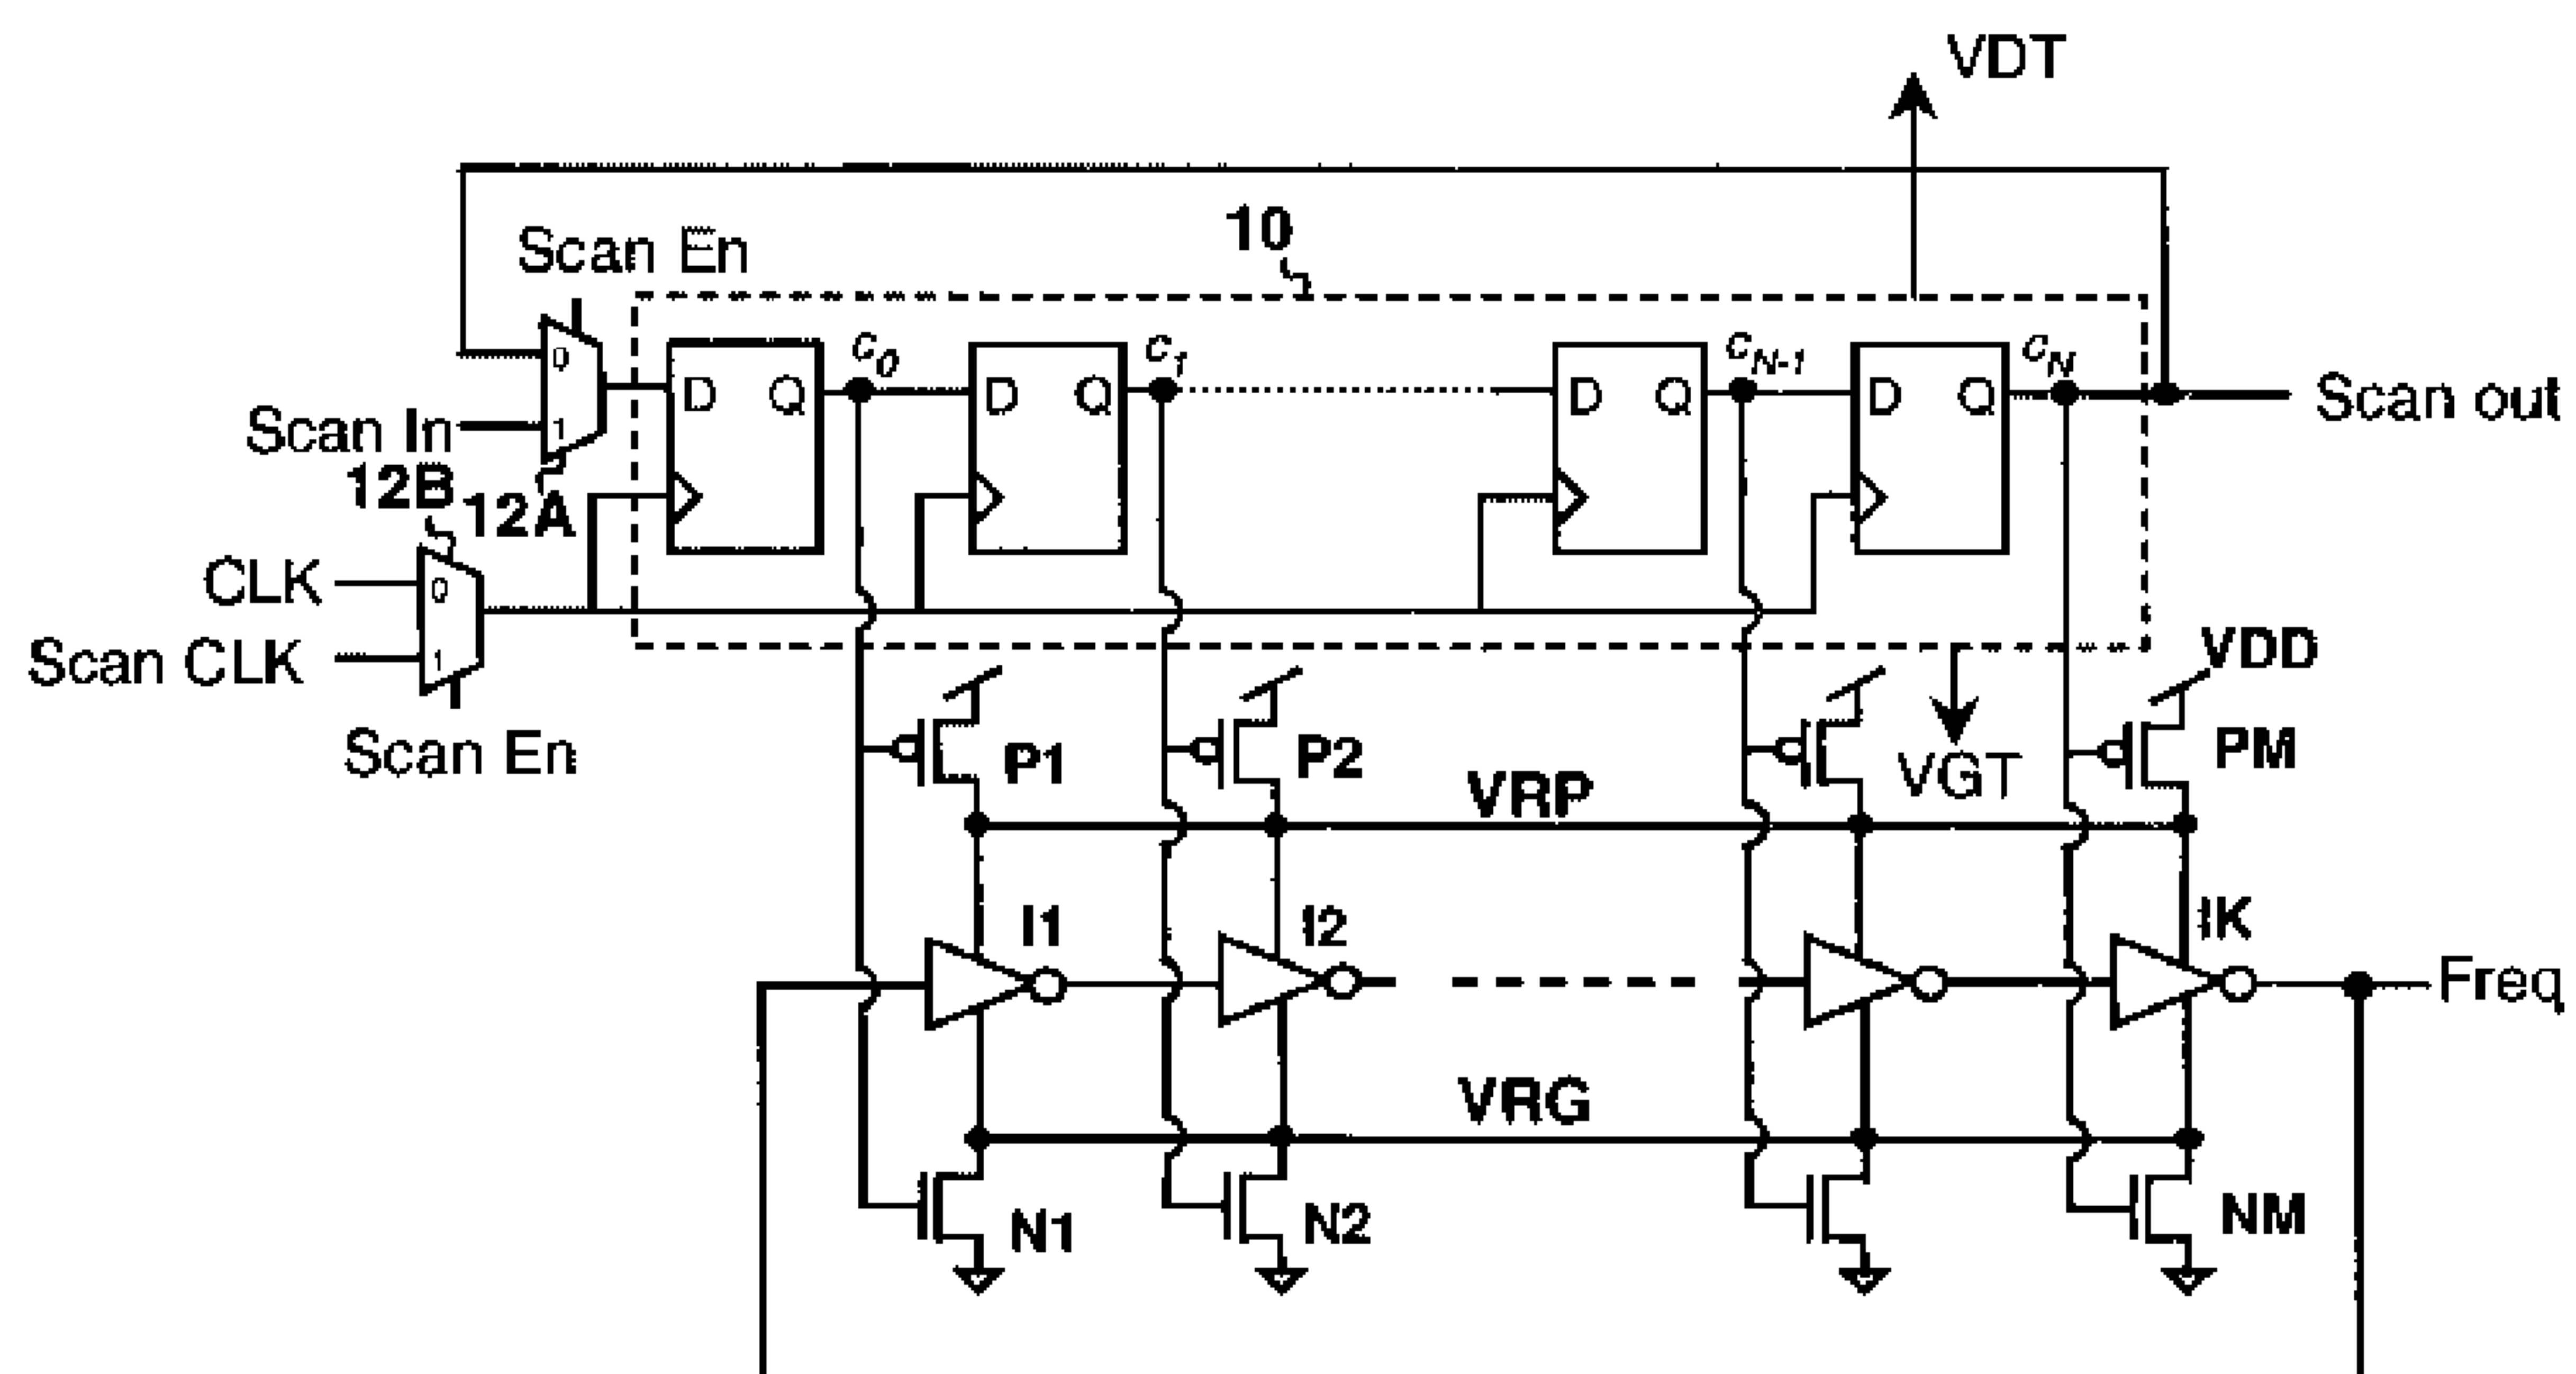 VDT
10
Scan En
0
c0
c1
cN-1
cN
D Q
D Q
D Q
D Q
Scan In
1
Scan out
12B
12A
CLK
0
Scan CLK
1
Scan En
VDD
P1
P2
VGT
PM
VRP
I1
I2
IK
Freq
VRG
N1
N2
NM